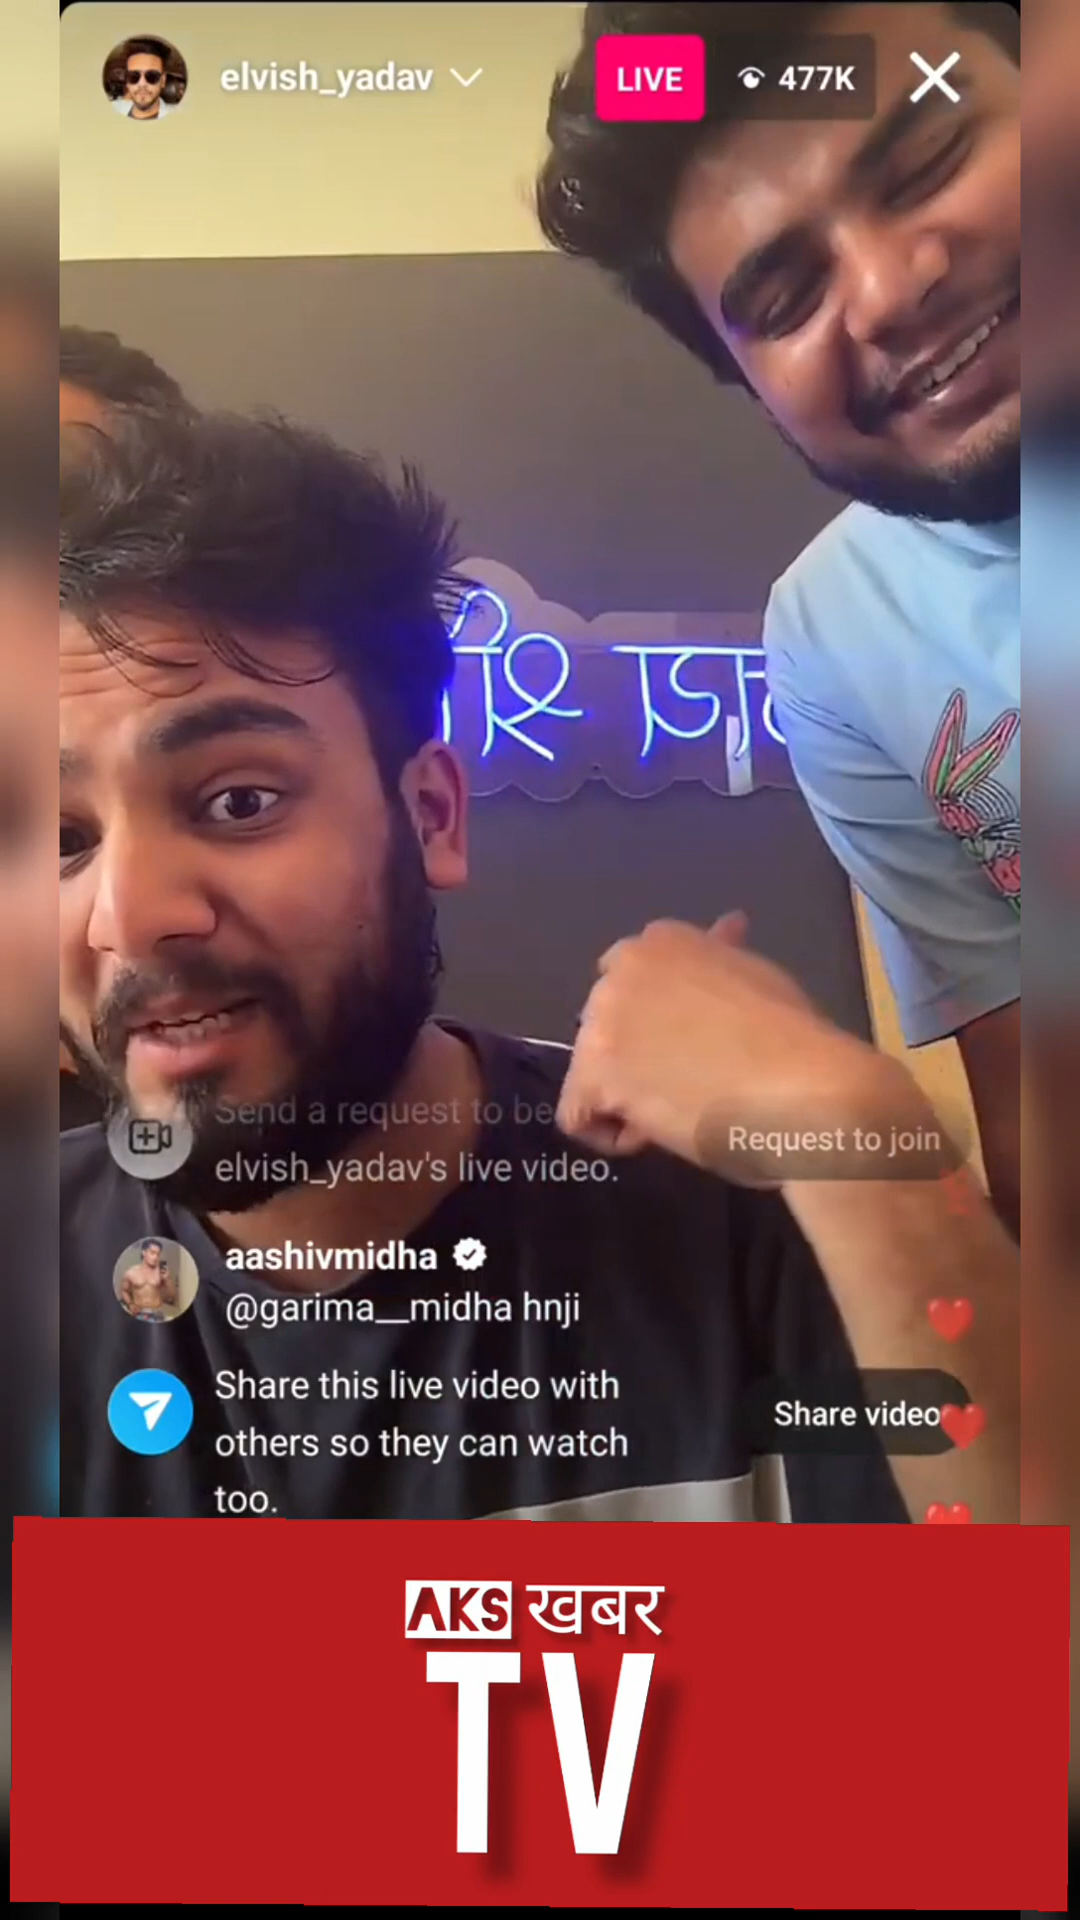 elvish_yadav
LIVE
477K
Send a request to be in
elvish_yadav's live video.
Request to join
aashivmidha
@garima__midha hnji
Share this live video with
others so they can watch
too.
Share video
AKS खबर
TV